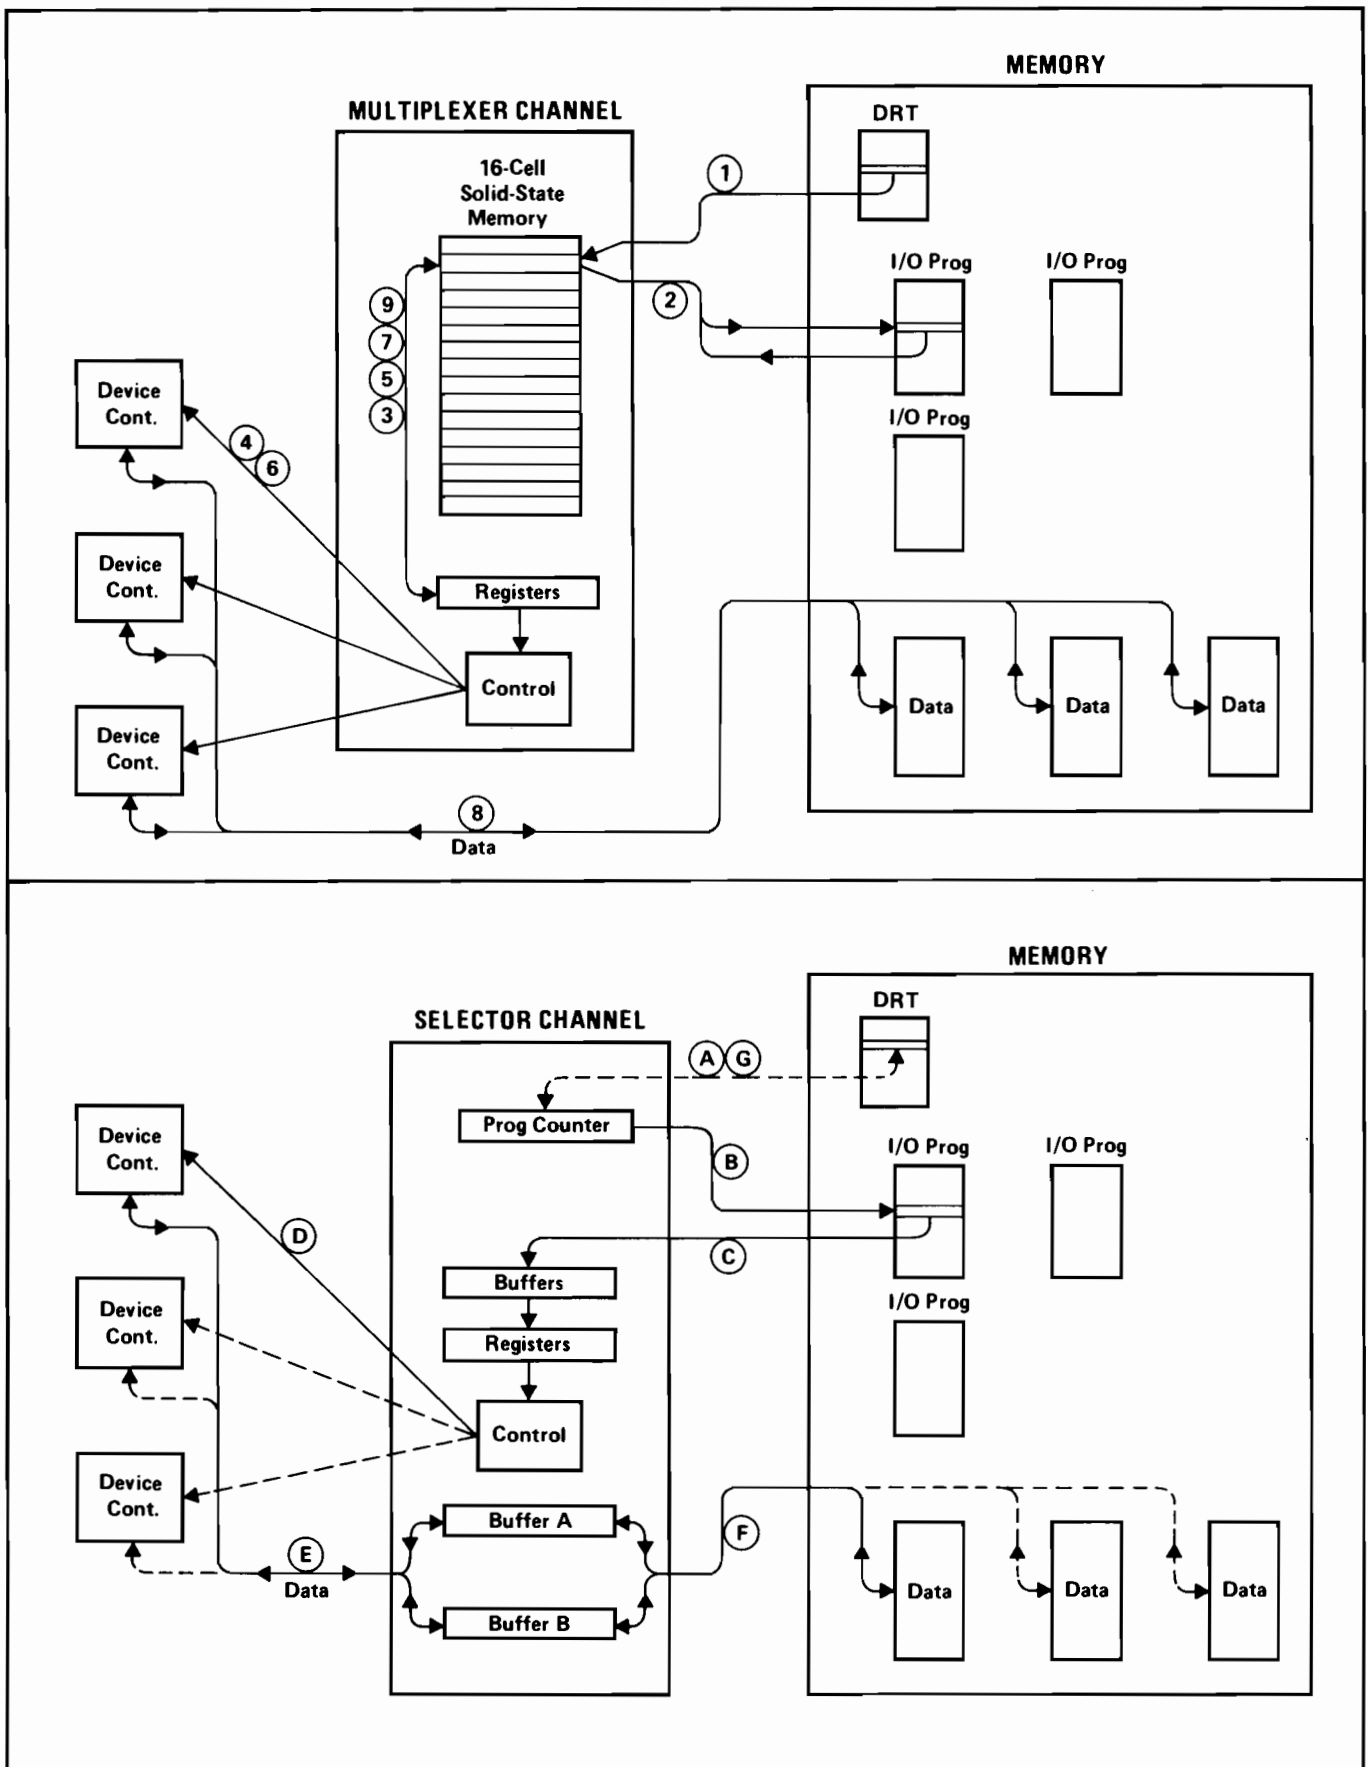 MEMORY
MULTIPLEXER CHANNEL
DRT
16-Cell
Solid-State
Memory
1
I/O Prog
I/O Prog
2
9
7
5
3
Device
Cont.
4
6
I/O Prog
Device
Cont.
Registers
Control
Data
Data
Data
Device
Cont.
8
Data
MEMORY
SELECTOR CHANNEL
DRT
A
G
Prog Counter
Device
Cont.
I/O Prog
I/O Prog
B
D
C
Buffers
Device
Cont.
I/O Prog
Registers
Control
Device
Cont.
Buffer A
F
E
Data
Data
Data
Data
Buffer B